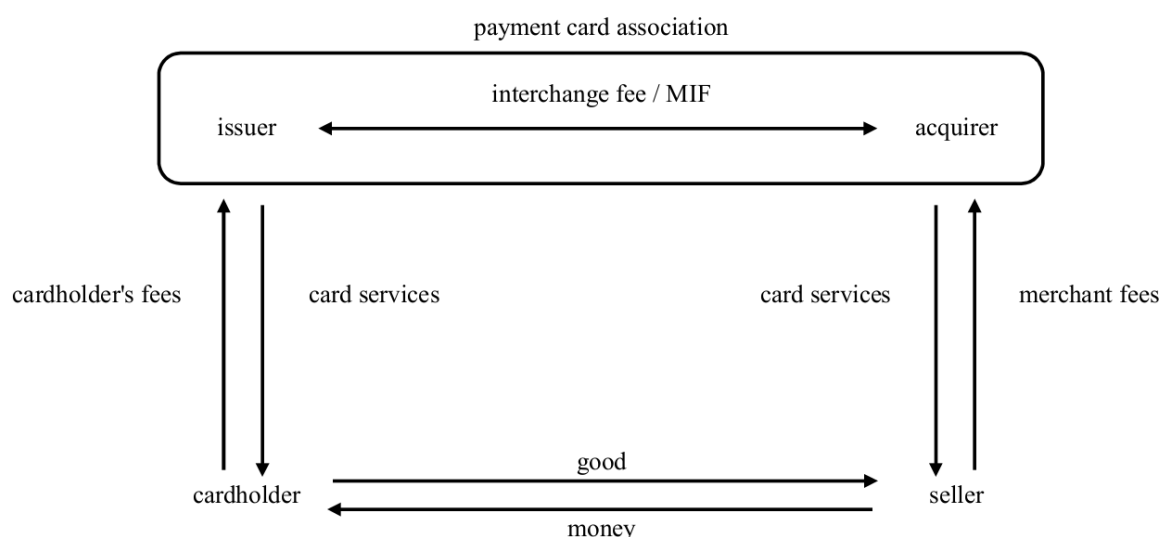 payment card association
interchange fee / MIF
issuer
acquirer
cardholder's fees
card services
card services
merchant fees
good
cardholder
seller
money